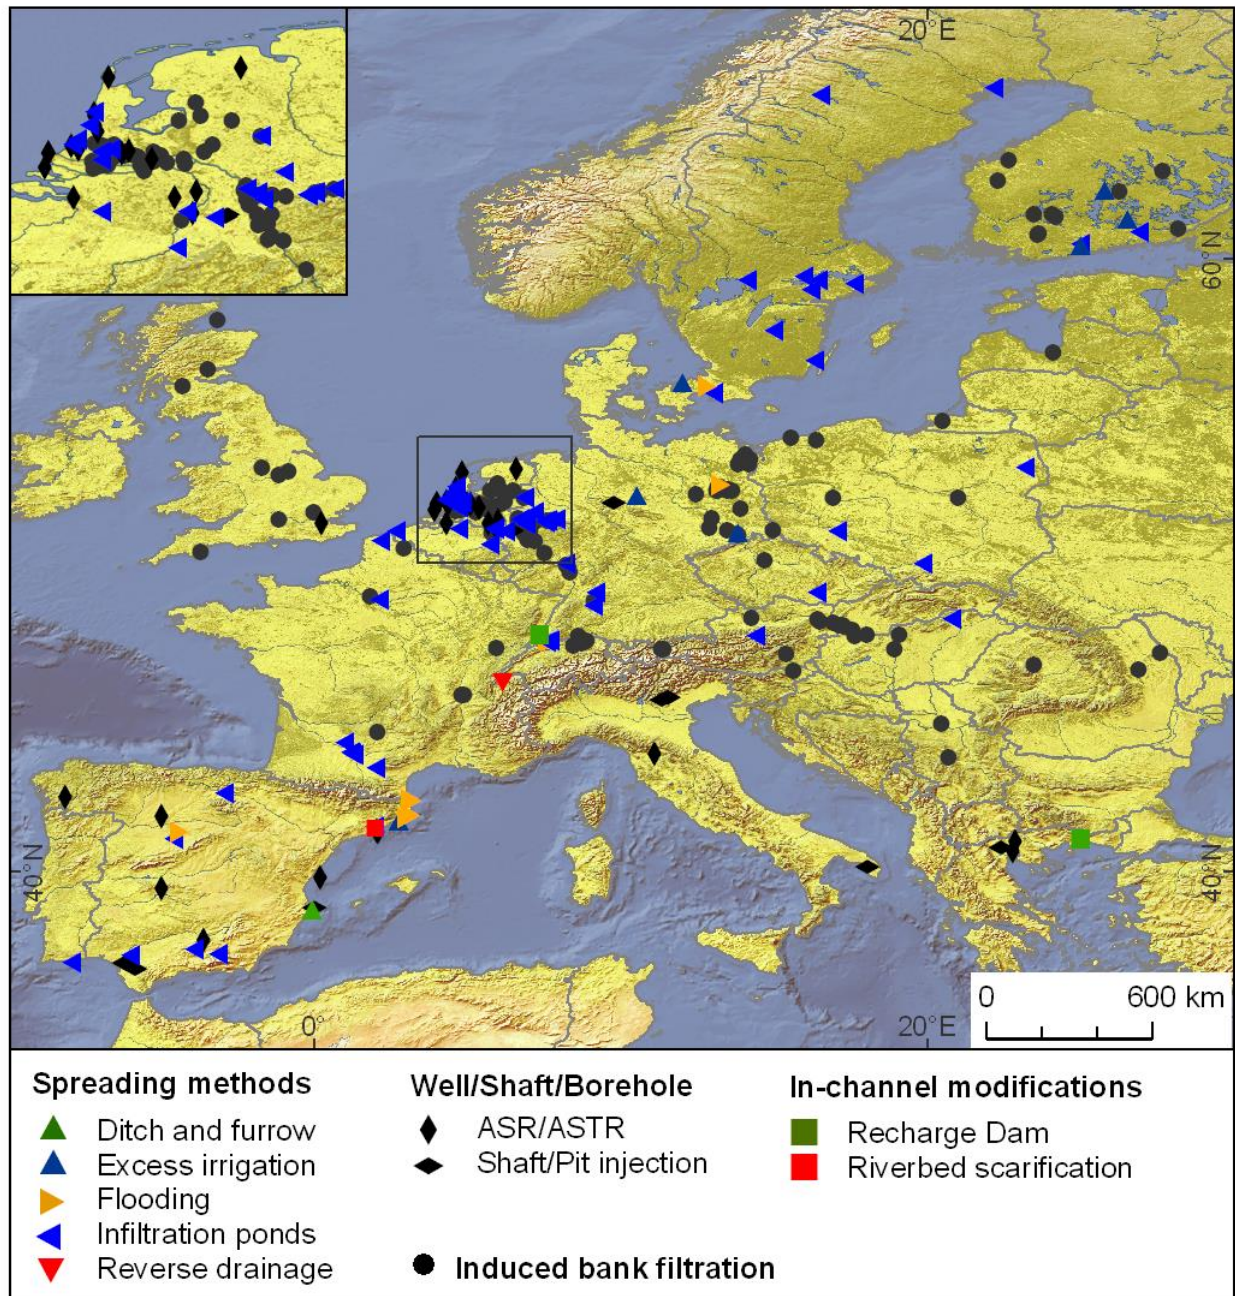 20°E
60°N
40°N
40°N
0 600 km
0° 20°E
Spreading methods
Ditch and furrow
Excess irrigation
Flooding
Infiltration ponds
Reverse drainage
Well/Shaft/Borehole
ASR/ASTR
Shaft/Pit injection
Induced bank filtration
In-channel modifications
Recharge Dam
Riverbed scarification